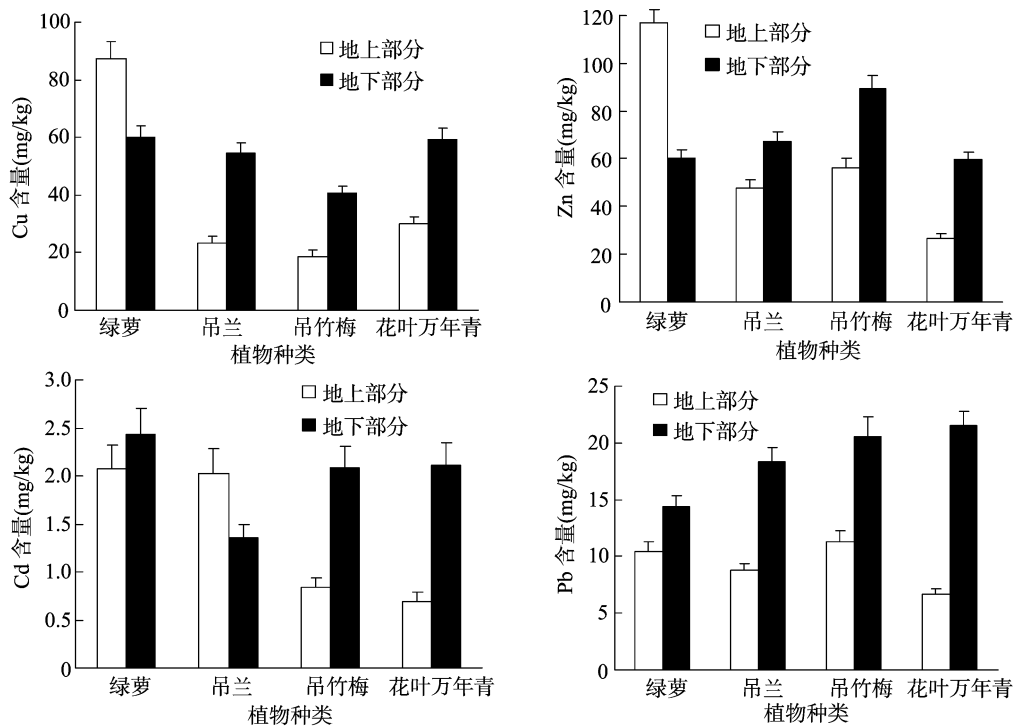 100
80
60
40
20
0
Cu 含量(mg/kg)
地上部分
地下部分
绿萝 吊兰 吊竹梅 花叶万年青
植物种类
120
100
80
60
40
20
0
Zn 含量(mg/kg)
地上部分
地下部分
绿萝 吊兰 吊竹梅 花叶万年青
植物种类
3.0
2.5
2.0
1.5
1.0
0.5
0
Cd 含量(mg/kg)
地上部分
地下部分
绿萝 吊兰 吊竹梅 花叶万年青
植物种类
25
20
15
10
5
0
Pb 含量(mg/kg)
地上部分
地下部分
绿萝 吊兰 吊竹梅 花叶万年青
植物种类